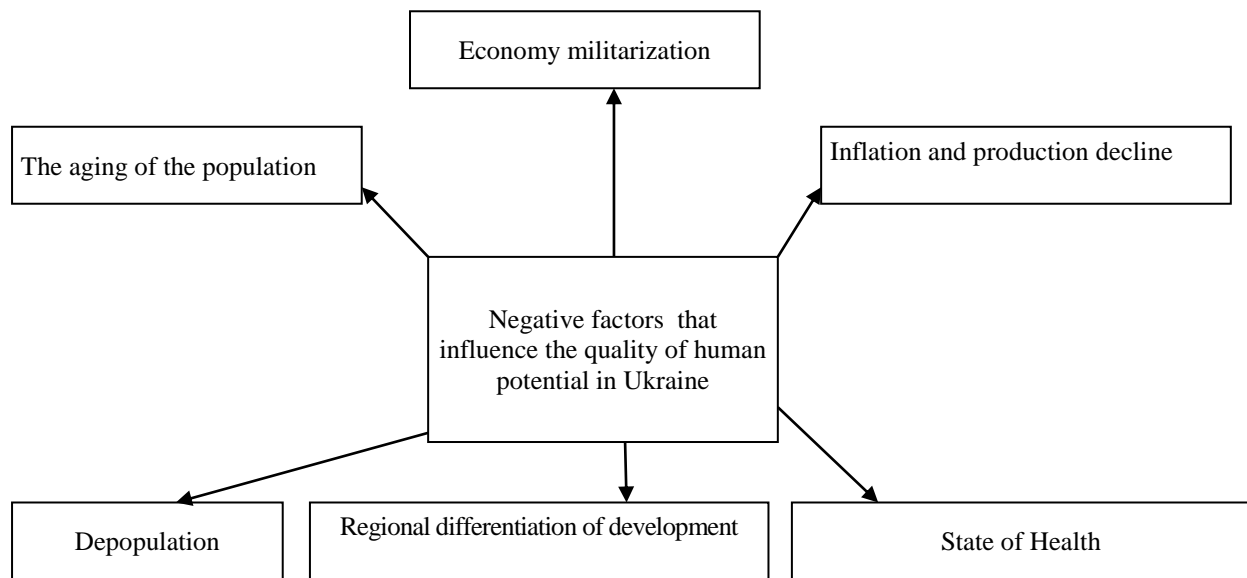 Economy militarization
The aging of the population
Inflation and production decline
Negative factors  that
influence the quality of human
potential in Ukraine
Depopulation
Regional differentiation of development
State of Health